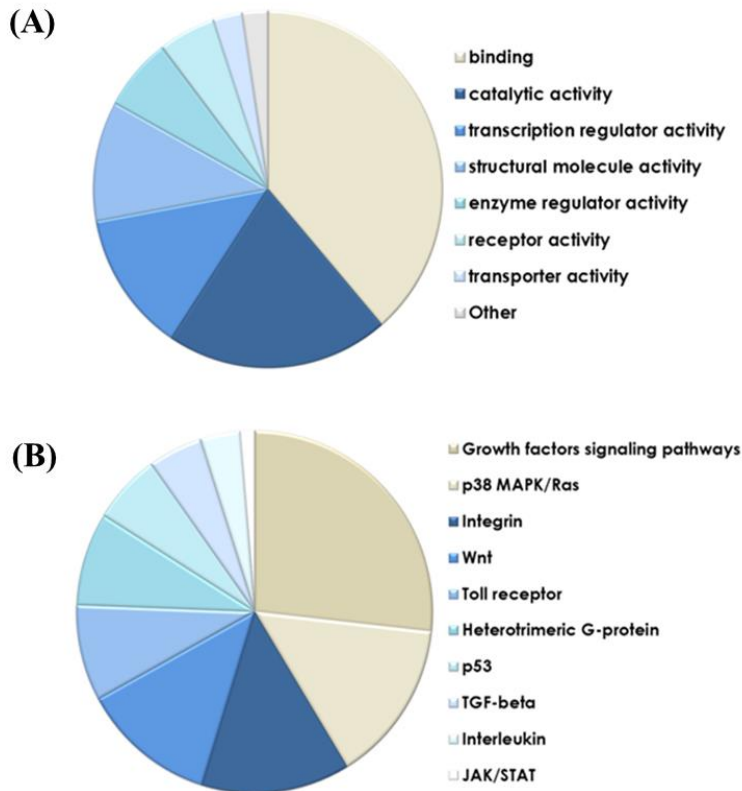 (A)
binding
catalytic activity
transcription regulator activity
structural molecule activity
enzyme regulator activity
receptor activity
transporter activity
Other
(B)
Growth factors signaling pathways
p38 MAPK/Ras
Integrin
Wnt
Toll receptor
Heterotrimeric G-protein
p53
TGF-beta
Interleukin
JAK/STAT